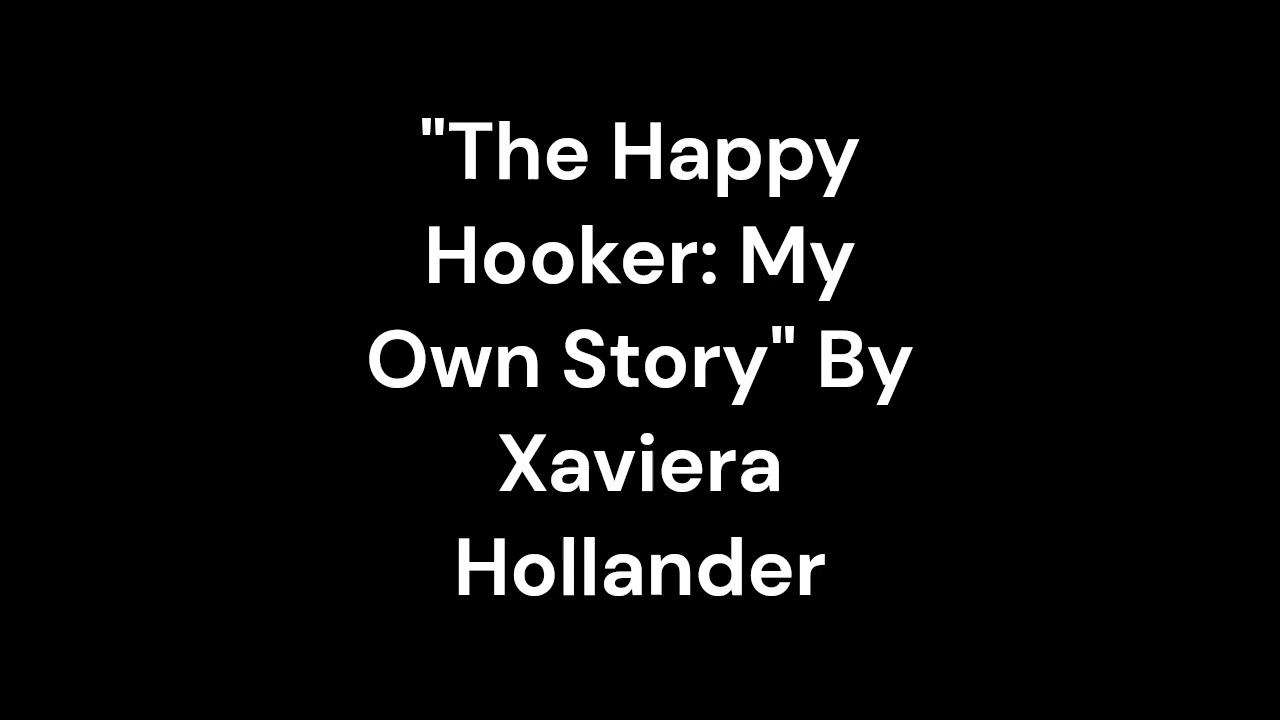 "The Happy
Hooker: My
Own Story" By
Xaviera
Hollander